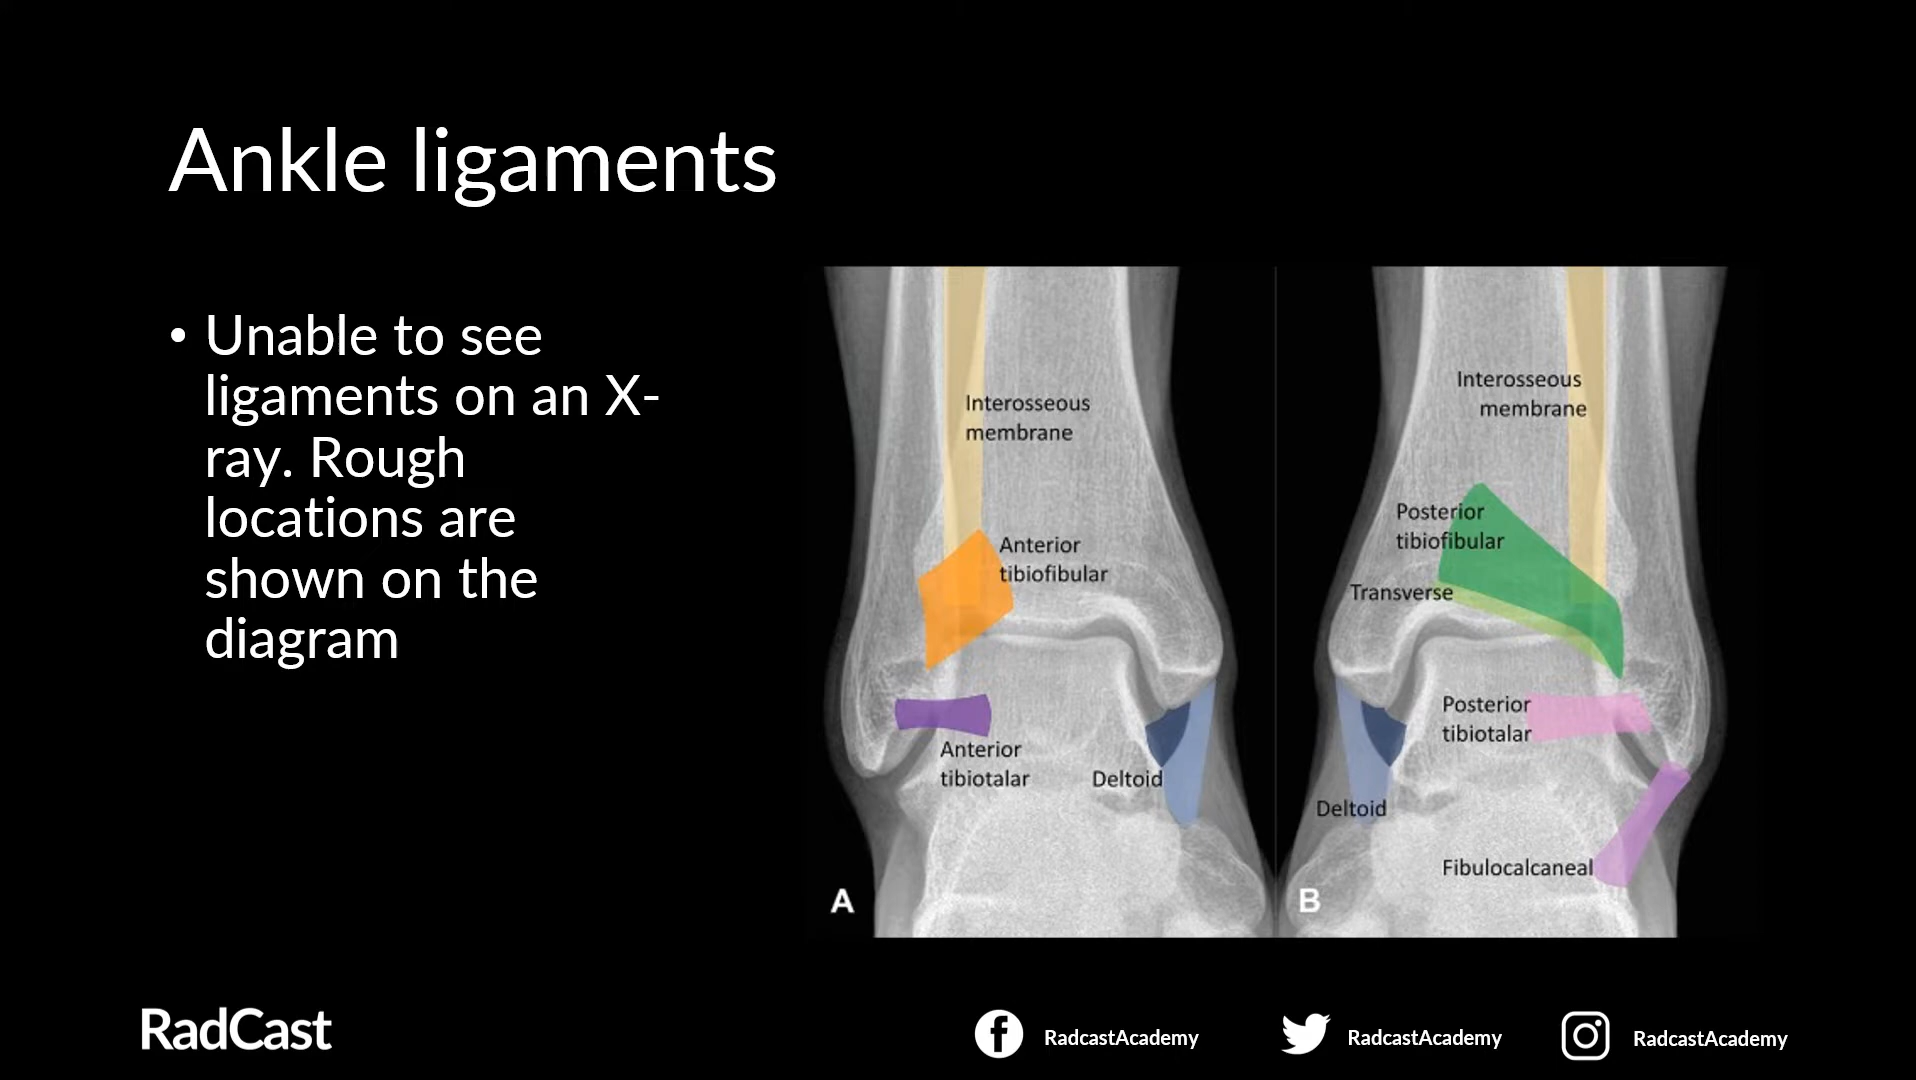 Ankle ligaments
• Unable to see
ligaments on an X-
ray. Rough
locations are
shown on the
diagram
Interosseous
membrane
Anterior
tibiofibular
Anterior
tibiotalar
Deltoid
A
Interosseous
membrane
Posterior
tibiofibular
Transverse
Posterior
tibiotalar
Deltoid
Fibulocalcaneal
B
RadCast
RadcastAcademy
RadcastAcademy
RadcastAcademy